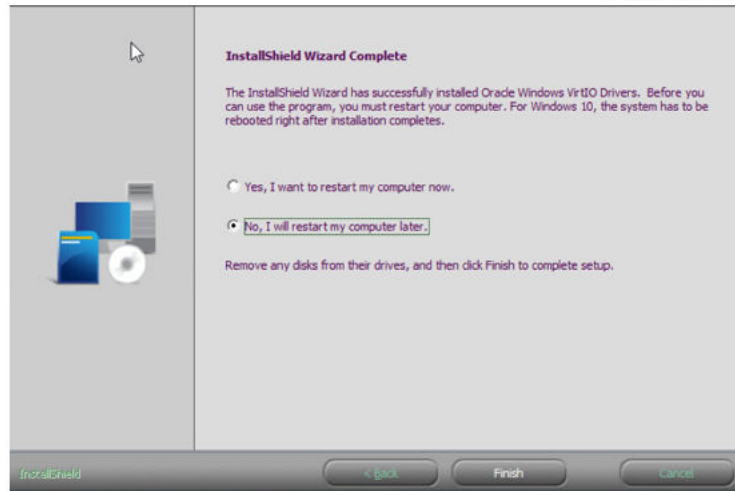 InstallShield Wizard Complete
The InstallShield Wizard has successfully installed Oracle Windows VirtIO Drivers. Before you
can use the program, you must restart your computer. For Windows 10, the system has to be
rebooted right after installation completes.
Yes, I want to restart my computer now.
No, I will restart my computer later.
Remove any disks from their drives, and then click Finish to complete setup.
InstallShield
< Back
Finish
Cancel